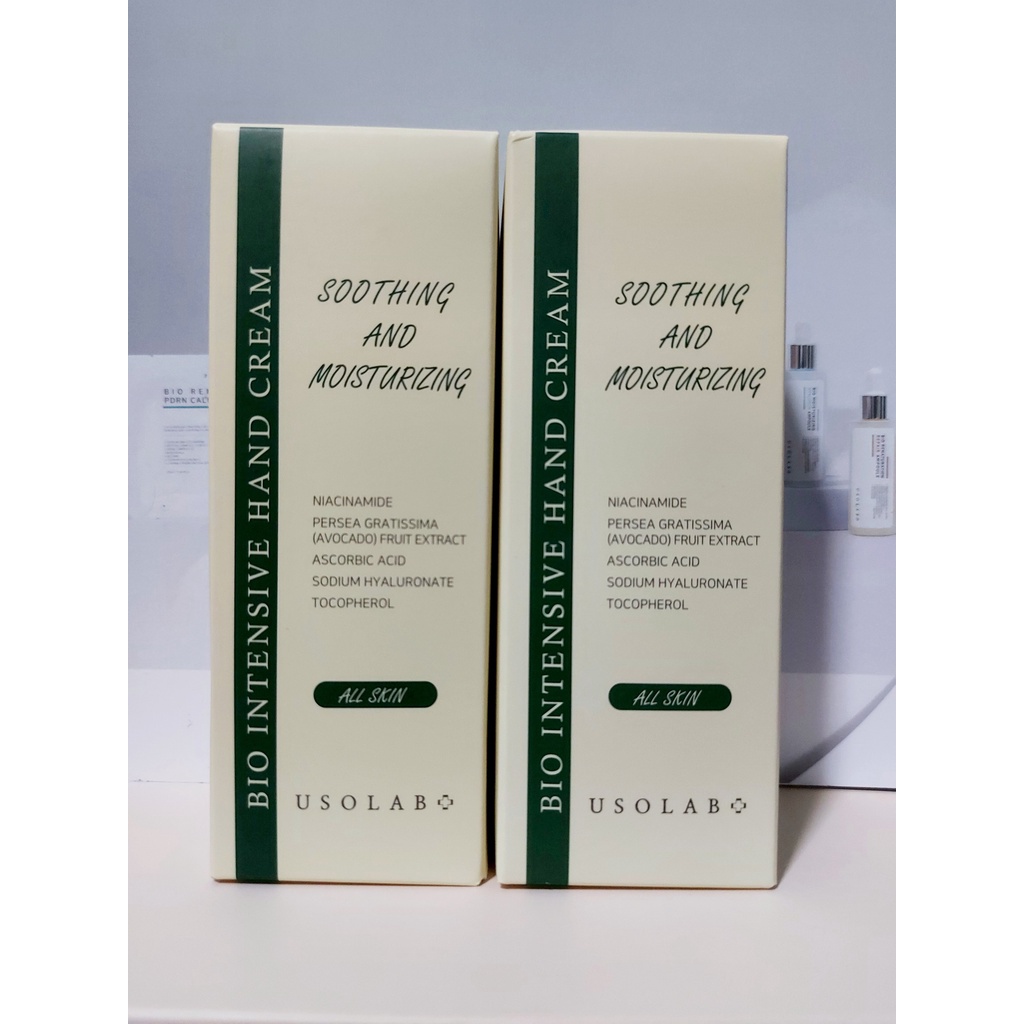 BIO INTENSIVE HAND CREAM
SOOTHING
AND
MOISTURIZING
NIACINAMIDE
PERSEA GRATISSIMA
(AVOCADO) FRUIT EXTRACT
ASCORBIC ACID
SODIUM HYALURONATE
TOCOPHEROL
ALL SKIN
USOLAB
BIO INTENSIVE HAND CREAM
SOOTHING
AND
MOISTURIZING
NIACINAMIDE
PERSEA GRATISSIMA
(AVOCADO) FRUIT EXTRACT
ASCORBIC ACID
SODIUM HYALURONATE
TOCOPHEROL
ALL SKIN
USOLAB
BIO
PDRN